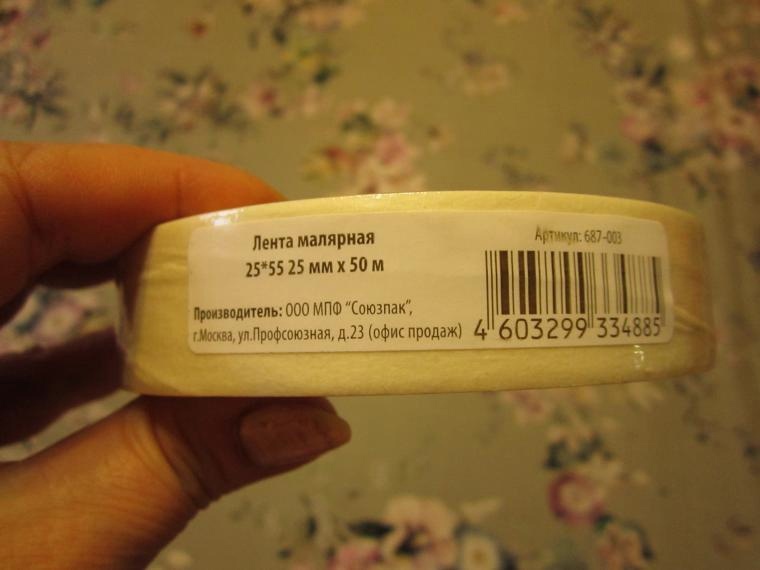 Лента малярная
25*55 25 мм х 50 м
Производитель: ООО МПФ "Союзпак",
г.Москва, ул.Профсоюзная, д.23 (офис продаж)
Артикул: 687-003
4 603299 334885